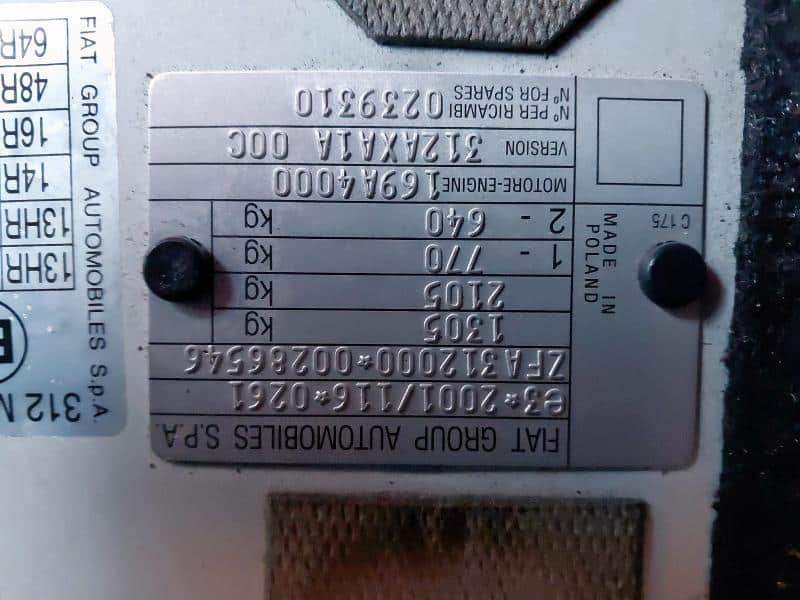 FIAT GROUP AUTOMOBILES S.P.A.
e3*2001/116*0261
ZFA312000*00286546
1305 kg
2105 kg
1 - 770 kg
2 - 640 kg
MOTORE-ENGINE 169A4000
VERSION 312AXA1A 00C
N° PER RICAMBI
N° FOR SPARES 0239310
MADE IN
POLAND
C 175
FIAT GROUP AUTOMOBILES S.p.A.
312
13HR
13HR
14R
16R
48R
64R